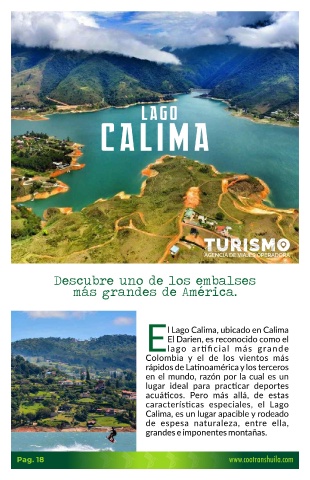 LAGO
CALIMA
TURISMO
AGENCIA DE VIAJES OPERADORA
Descubre uno de los embalses
más grandes de América.
El Lago Calima, ubicado en Calima
El Darien, es reconocido como el
lago artificial más grande
Colombia y el de los vientos más
rápidos de Latinoamérica y los terceros
en el mundo, razón por la cual es un
lugar ideal para practicar deportes
acuáticos. Pero más allá, de estas
características especiales, el Lago
Calima, es un lugar apacible y rodeado
de espesa naturaleza, entre ella,
grandes e imponentes montañas.
Pag. 18
www.cootranshuila.com